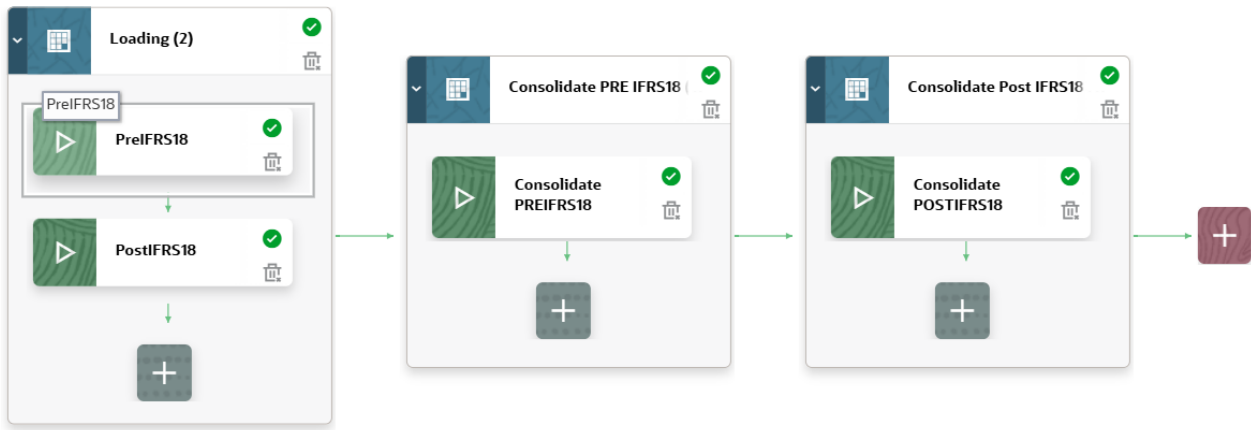 Loading (2)
PreIFRS18
PreIFRS18
PostIFRS18
Consolidate PRE IFRS18
Consolidate
PREIFRS18
Consolidate Post IFRS18
Consolidate
POSTIFRS18